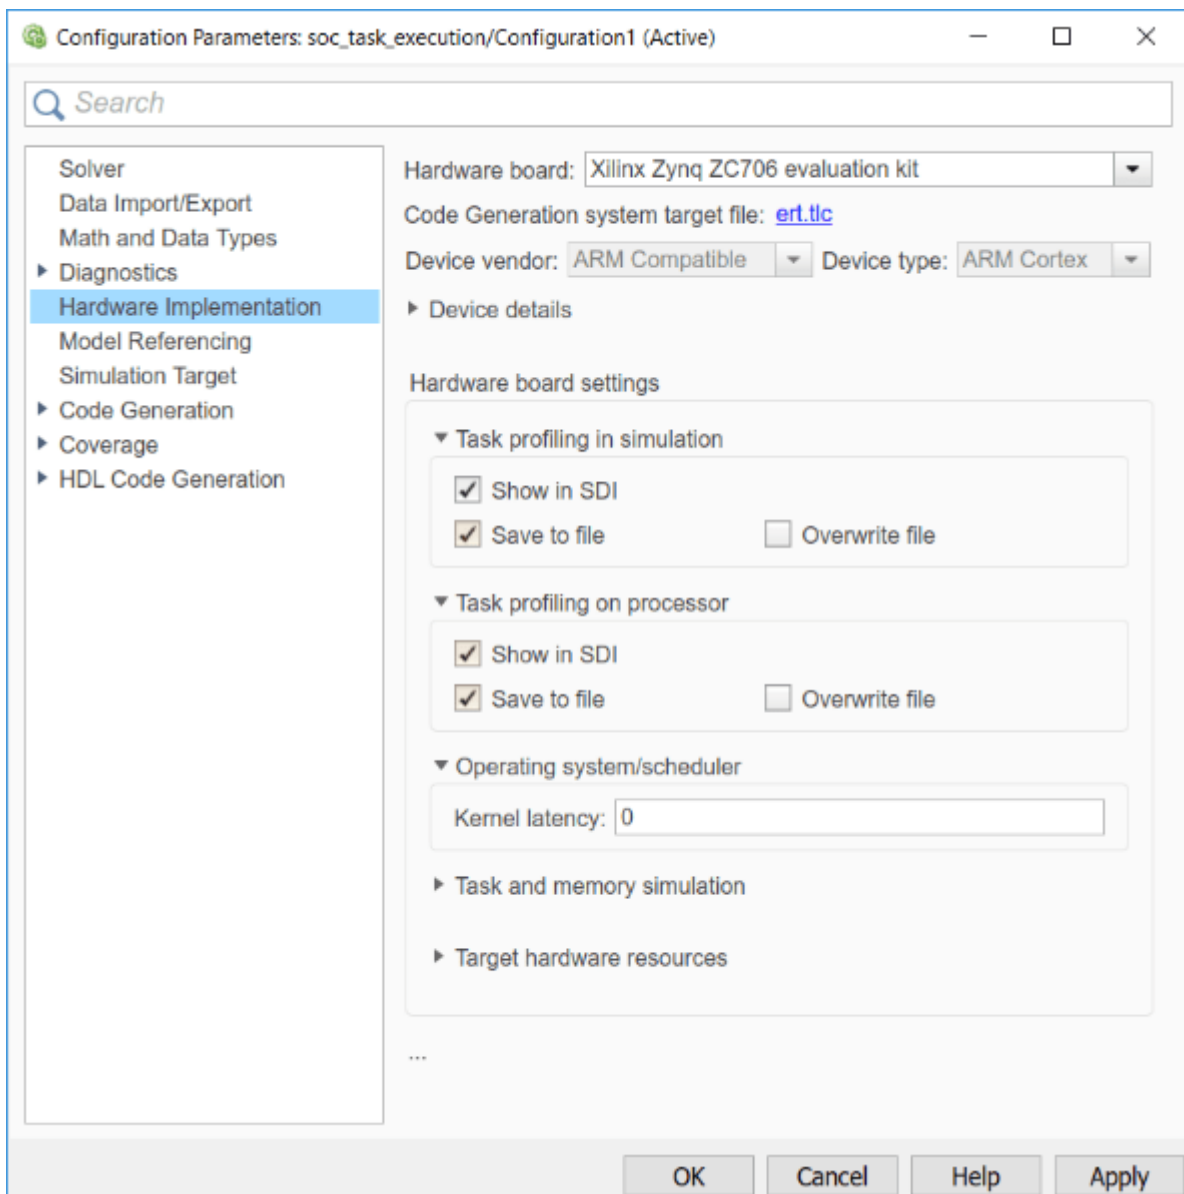 Configuration Parameters: soc_task_execution/Configuration1 (Active)
Search
Solver
Data Import/Export
Math and Data Types
Diagnostics
Hardware Implementation
Model Referencing
Simulation Target
Code Generation
Coverage
HDL Code Generation
Hardware board: Xilinx Zynq ZC706 evaluation kit
Code Generation system target file: ert.tlc
Device vendor: ARM Compatible Device type: ARM Cortex
Device details
Hardware board settings
Task profiling in simulation
Show in SDI
Save to file Overwrite file
Task profiling on processor
Show in SDI
Save to file Overwrite file
Operating system/scheduler
Kernel latency: 0
Task and memory simulation
Target hardware resources
...
OK Cancel Help Apply